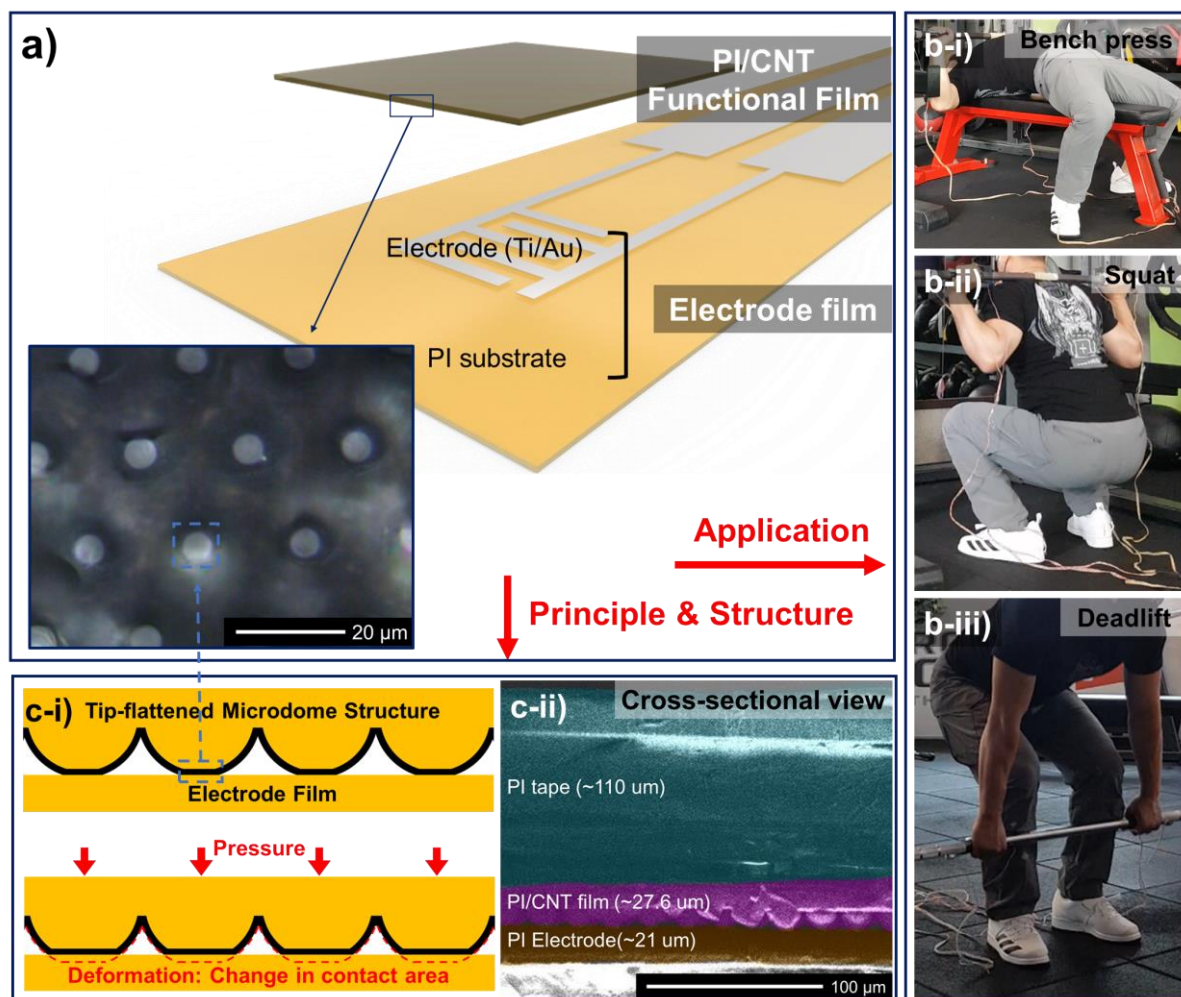 a)
PI/CNT
Functional Film
Electrode (Ti/Au)
Electrode film
PI substrate
20 μm
Application
Principle & Structure
b-i)
Bench press
b-ii)
Squat
b-iii)
Deadlift
c-i)
Tip-flattened Microdome Structure
Electrode Film
Pressure
Deformation: Change in contact area
c-ii)
Cross-sectional view
PI tape (~110 um)
PI/CNT film (~27.6 um)
PI Electrode(~21 um)
100 μm